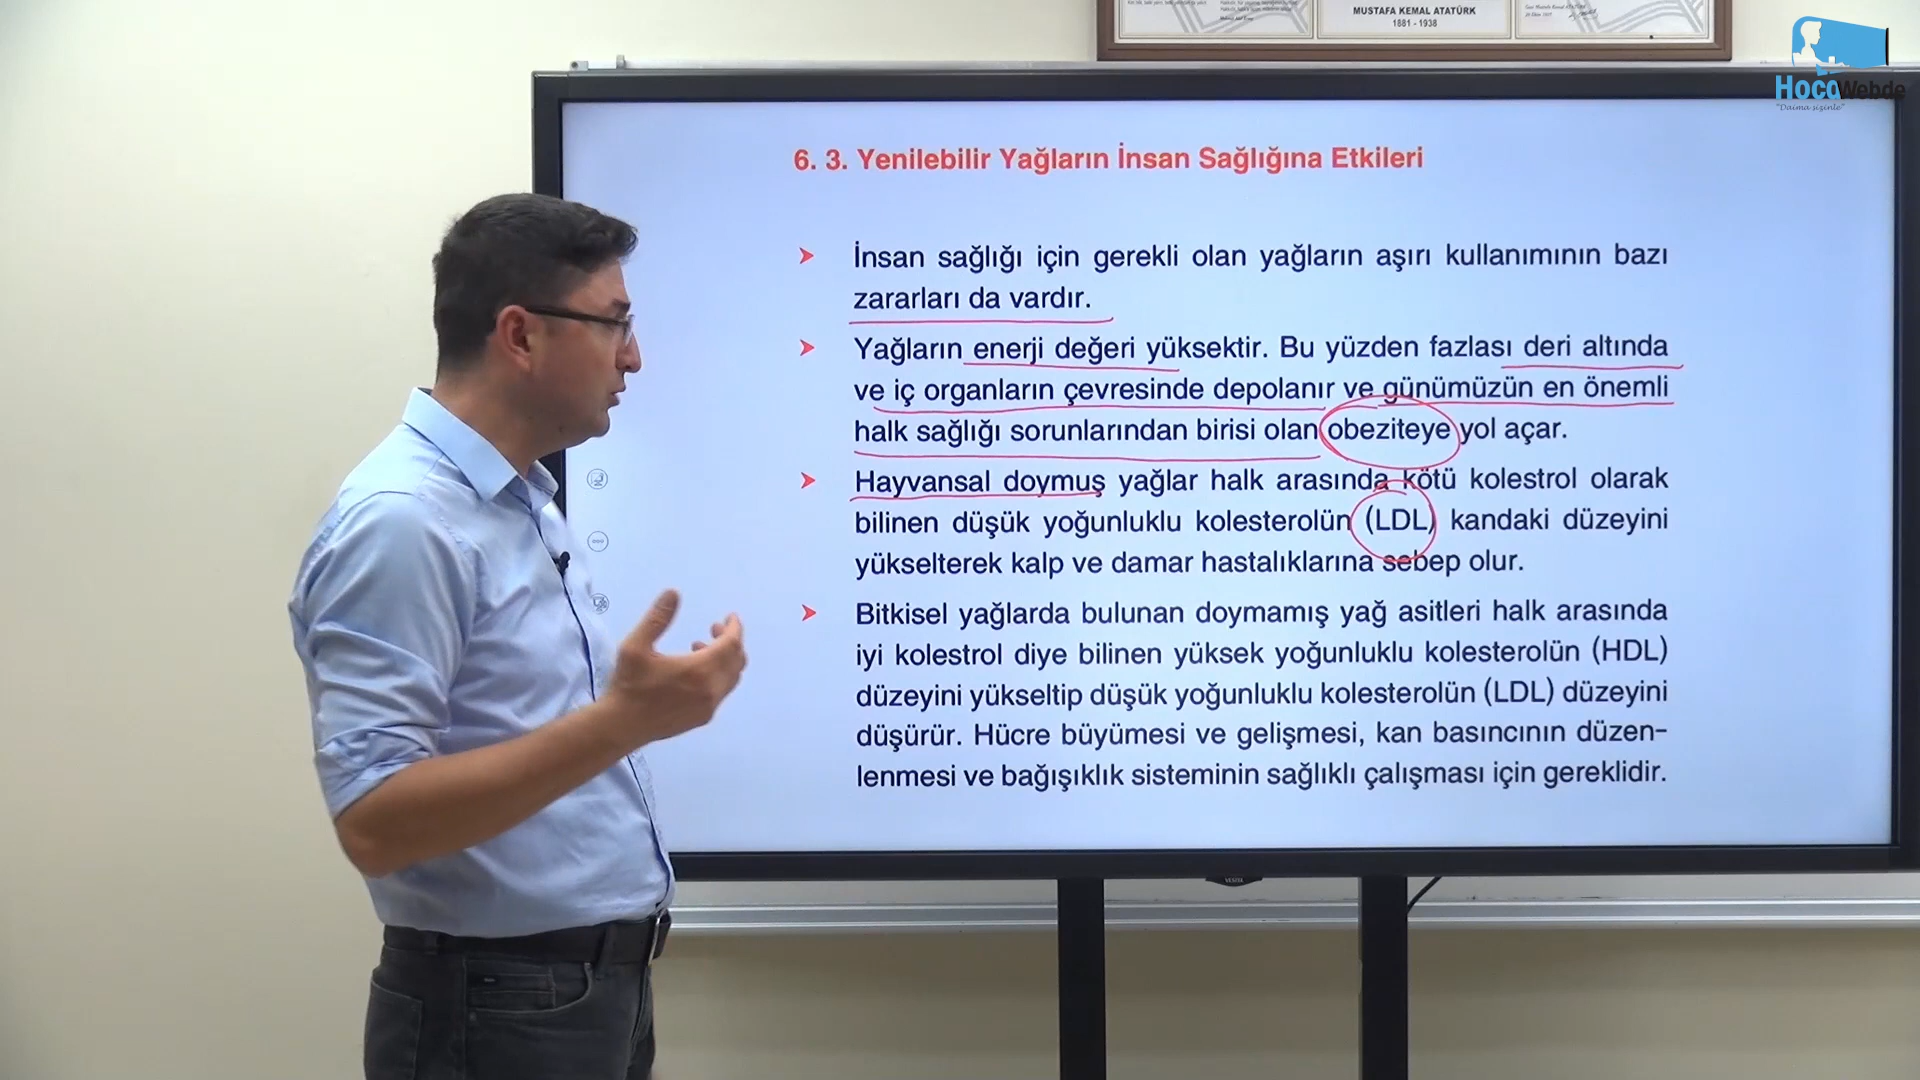 MUSTAFA KEMAL ATATÜRK
1881 - 1938
HocaWebde
"Daima sizinle"
6. 3. Yenilebilir Yağların İnsan Sağlığına Etkileri
İnsan sağlığı için gerekli olan yağların aşırı kullanımının bazı
zararları da vardır.
Yağların enerji değeri yüksektir. Bu yüzden fazlası deri altında
ve iç organların çevresinde depolanır ve günümüzün en önemli
halk sağlığı sorunlarından birisi olan obeziteye yol açar.
Hayvansal doymuş yağlar halk arasında kötü kolestrol olarak
bilinen düşük yoğunluklu kolesterolün (LDL) kandaki düzeyini
yükselterek kalp ve damar hastalıklarına sebep olur.
Bitkisel yağlarda bulunan doymamış yağ asitleri halk arasında
iyi kolestrol diye bilinen yüksek yoğunluklu kolesterolün (HDL)
düzeyini yükseltip düşük yoğunluklu kolesterolün (LDL) düzeyini
düşürür. Hücre büyümesi ve gelişmesi, kan basıncının düzen-
lenmesi ve bağışıklık sisteminin sağlıklı çalışması için gereklidir.
VESTEL